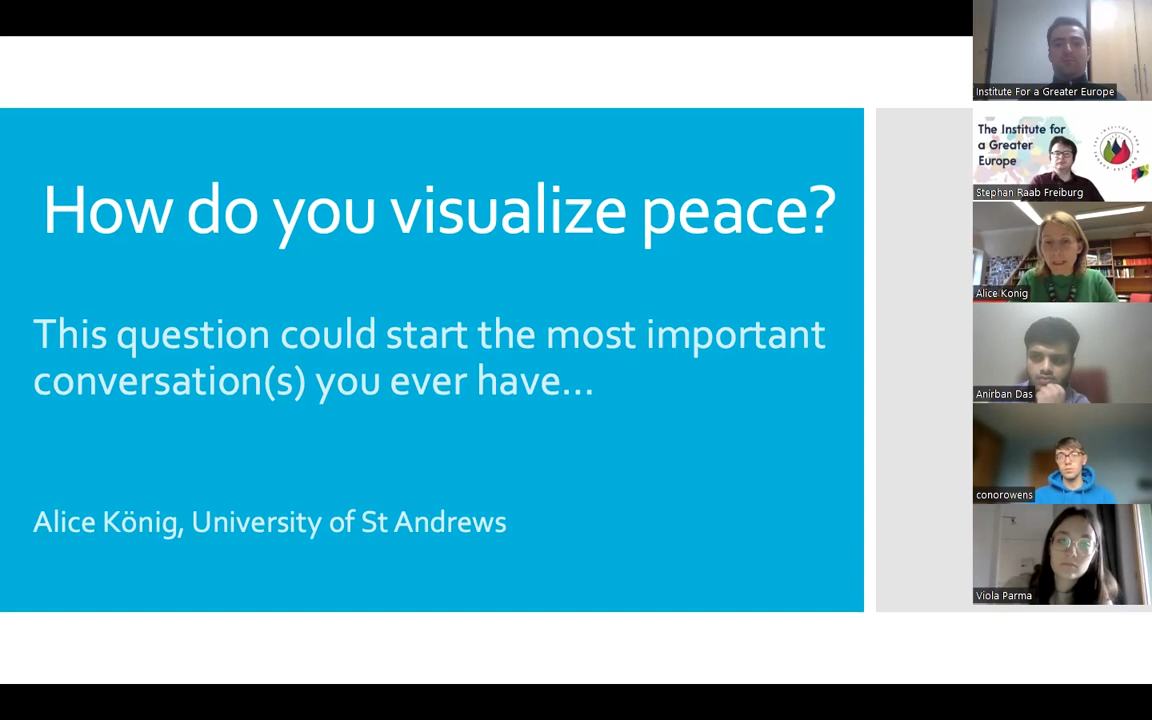 How do you visualize peace?
This question could start the most important
conversation(s) you ever have...
Alice König, University of St Andrews
Institute For a Greater Europe
The Institute for
a Greater
Europe
Stephan Raab Freiburg
Alice Konig
Anirban Das
conorowens
Viola Parma